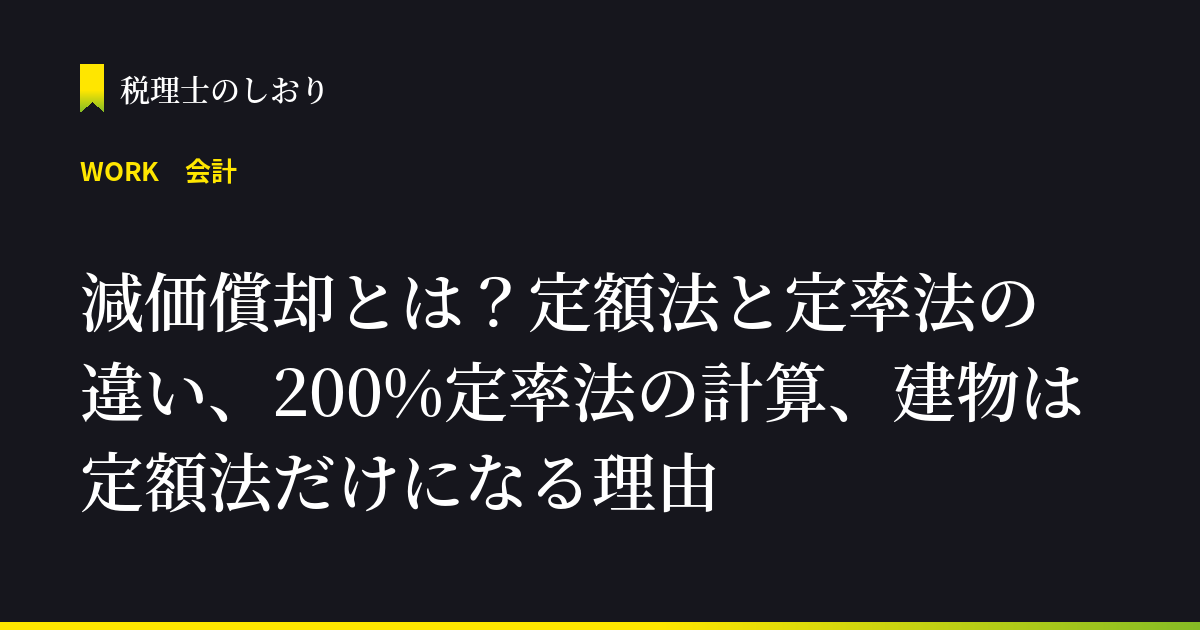 税理士のしおり
WORK 会計
減価償却とは？定額法と定率法の
違い、200%定率法の計算、建物は
定額法だけになる理由